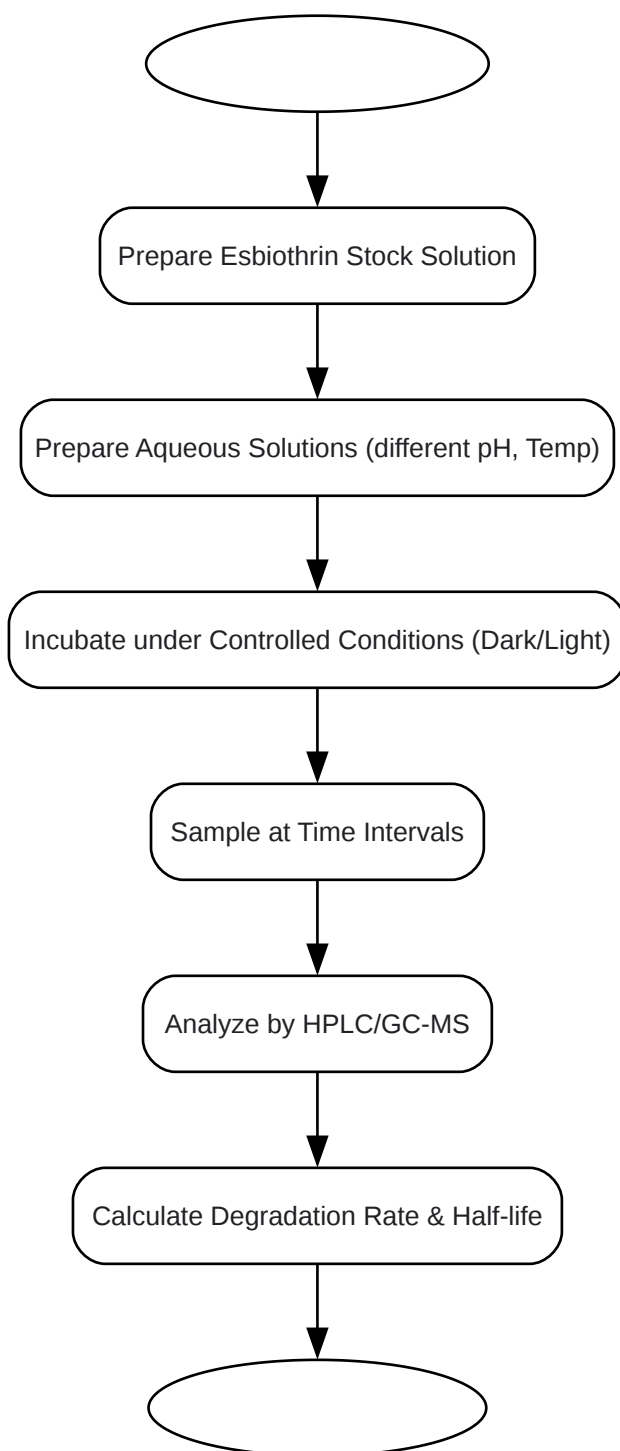 Prepare Esbiothrin Stock Solution
Prepare Aqueous Solutions (different pH, Temp)
Incubate under Controlled Conditions (Dark/Light)
Sample at Time Intervals
Analyze by HPLC/GC-MS
Calculate Degradation Rate & Half-life